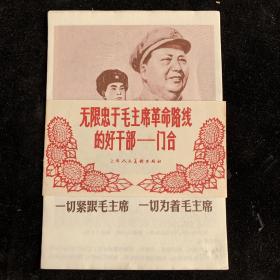 无限忠于毛主席革命路线
的好干部——门合
上海人民美术出版社
一切紧跟毛主席 一切为着毛主席